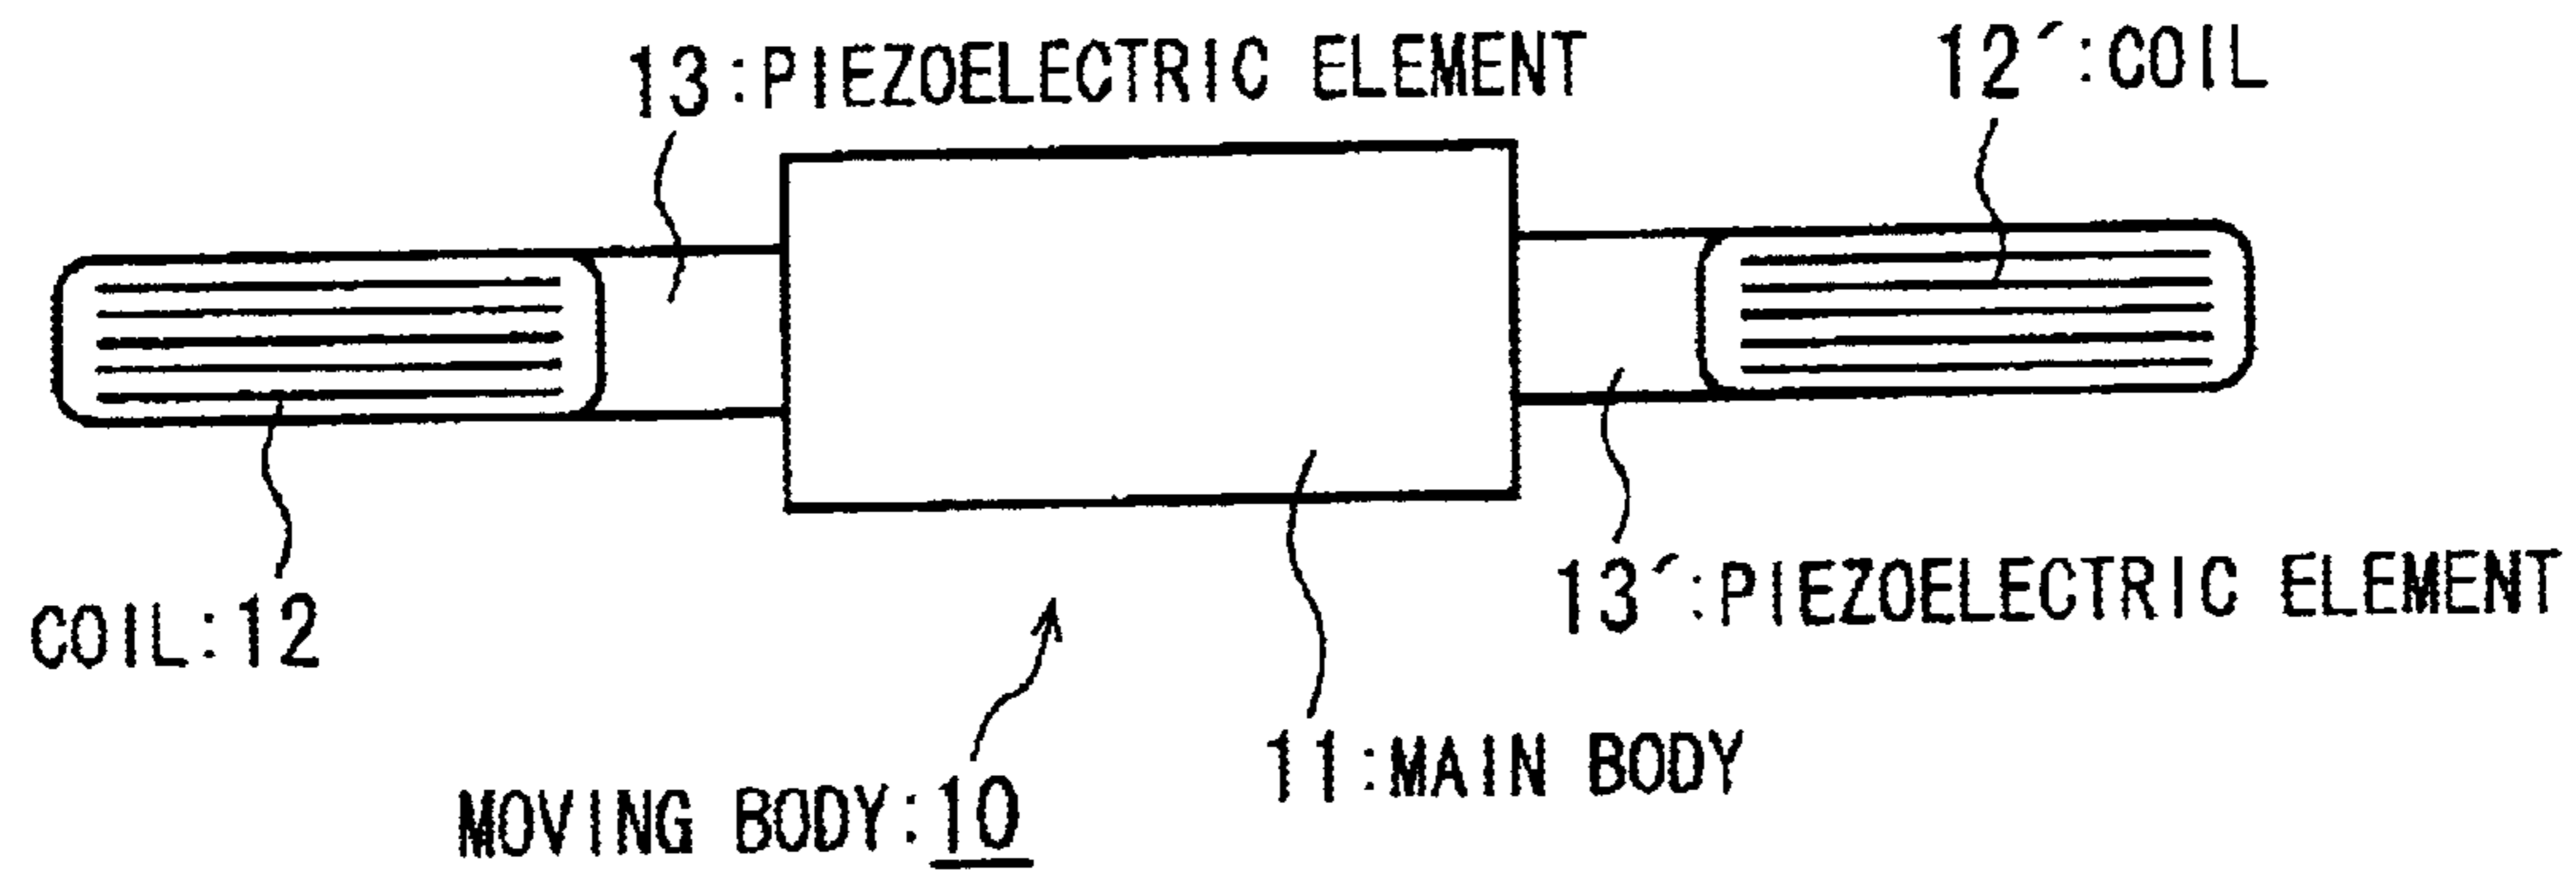 13:PIEZOELECTRIC ELEMENT
12´:COIL
COIL:12
13´:PIEZOELECTRIC ELEMENT
11:MAIN BODY
MOVING BODY:10